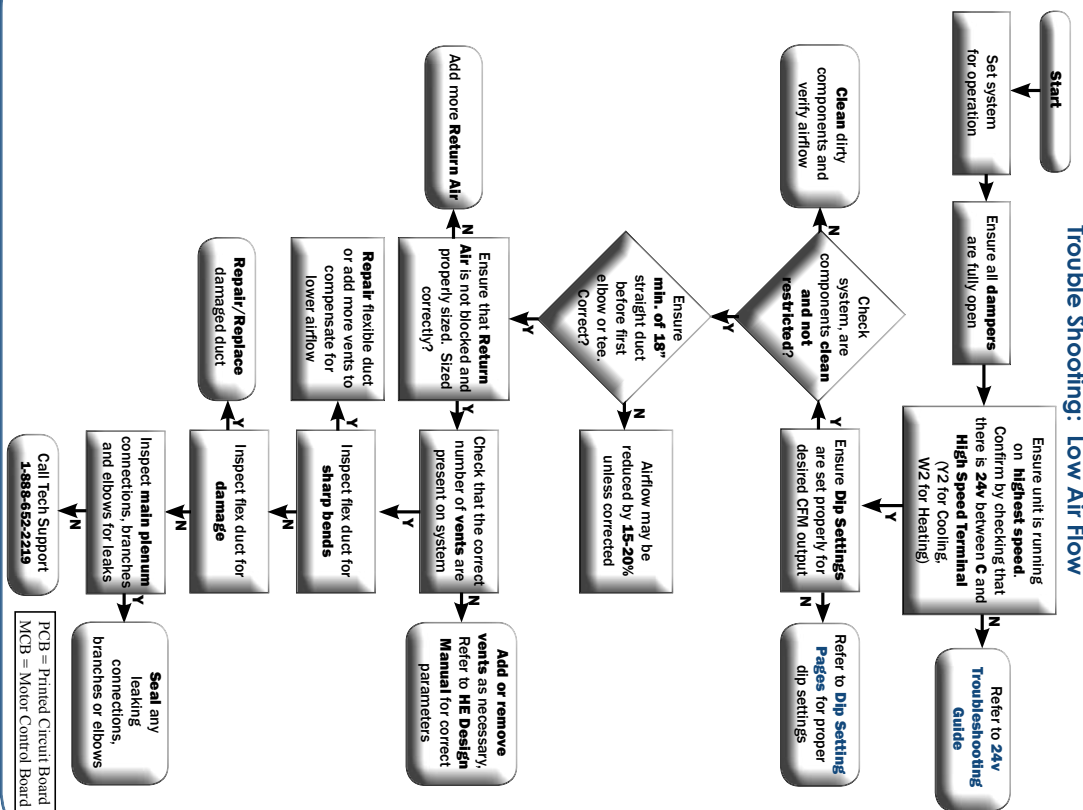 Trouble Shooting: Low Air Flow
Start
Set system
for operation
Ensure all dampers
are fully open
Ensure unit is running
on highest speed.
Confirm by checking that
there is 24v between C and
High Speed Terminal
(Y2 for Cooling,
W2 for Heating)
N
Refer to 24v
Troubleshooting
Guide
Y
Ensure Dip Settings
are set properly for
desired CFM output
N
Refer to Dip Setting
Pages for proper
dip settings
Y
Check
system, are
components clean
and not
restricted?
N
Clean dirty
components and
verify airflow
Y
Ensure
min. of 18"
straight duct
before first
elbow or tee.
Correct?
N
Airflow may be
reduced by 15-20%
unless corrected
Y
Ensure that Return
Air is not blocked and
properly sized. Sized
correctly?
N
Add more Return Air
Y
Check that the correct
number of vents are
present on system
N
Add or remove
vents as necessary,
Refer to HE Design
Manual for correct
parameters
Y
Inspect flex duct for
sharp bends
Y
Repair flexible duct
or add more vents to
compensate for
lower airflow
N
Inspect flex duct for
damage
Y
Repair/Replace
damaged duct
N
Inspect main plenum
connections, branches
and elbows for leaks
Y
Seal any
leaking
connections,
branches or elbows
N
Call Tech Support
1-888-652-2219
PCB = Printed Circuit Board
MCB = Motor Control Board